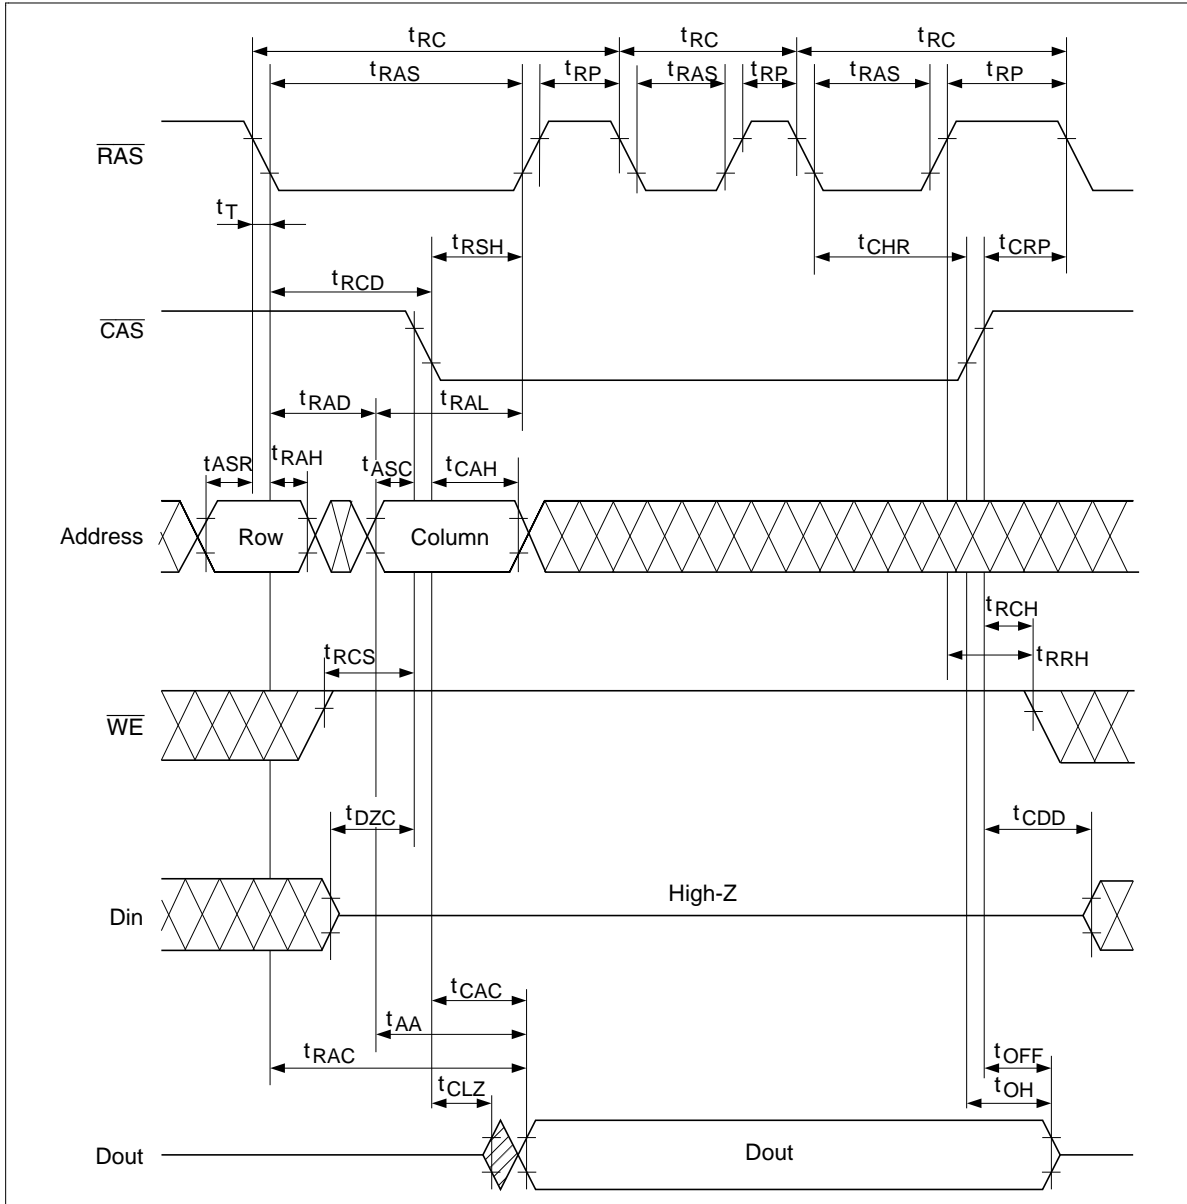 tRC tRC tRC
tRAS tRP tRAS tRP tRAS tRP
RAS
tT
tRSH tCHR tCRP
tRCD
CAS
tRAD tRAL
tASR tRAH tASC tCAH
Address Row Column
tRCH
tRCS tRRH
WE
tDZC tCDD
High-Z
Din
tCAC
tAA
tRAC tOFF
tCLZ tOH
Dout Dout